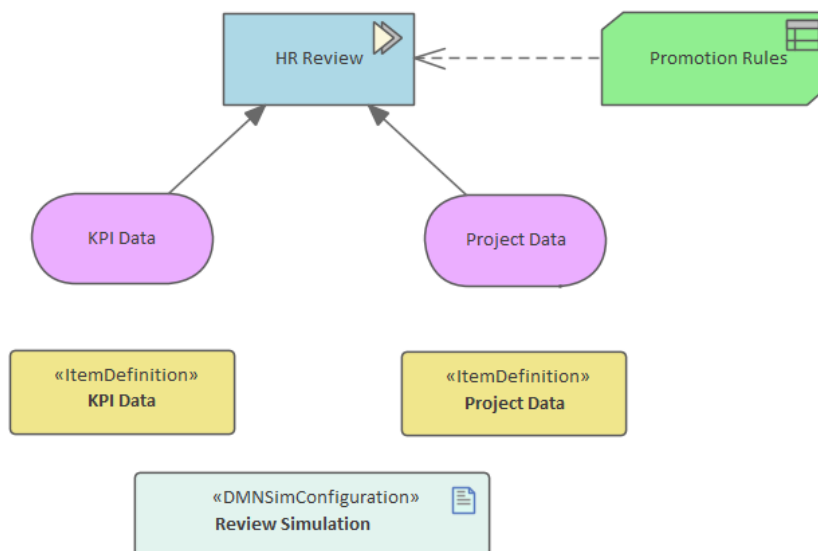 HR Review
Promotion Rules
KPI Data
Project Data
«ItemDefinition»
KPI Data
«ItemDefinition»
Project Data
«DMNSimConfiguration»
Review Simulation